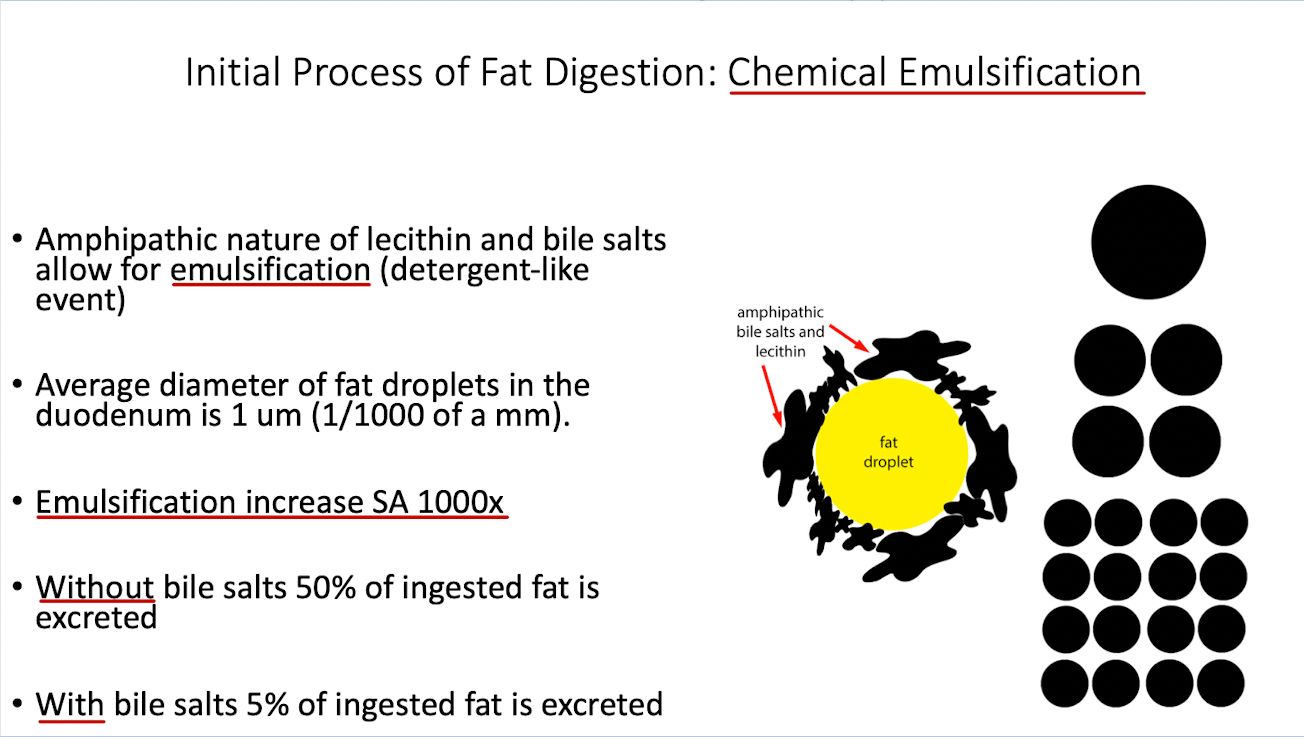 Initial Process of Fat Digestion: Chemical Emulsification
• Amphipathic nature of lecithin and bile salts
allow for emulsification (detergent-like
event)
• Average diameter of fat droplets in the
duodenum is 1 um (1/1000 of a mm).
• Emulsification increase SA 1000x
• Without bile salts 50% of ingested fat is
excreted
• With bile salts 5% of ingested fat is excreted
amphipathic
bile salts and
lecithin
fat
droplet